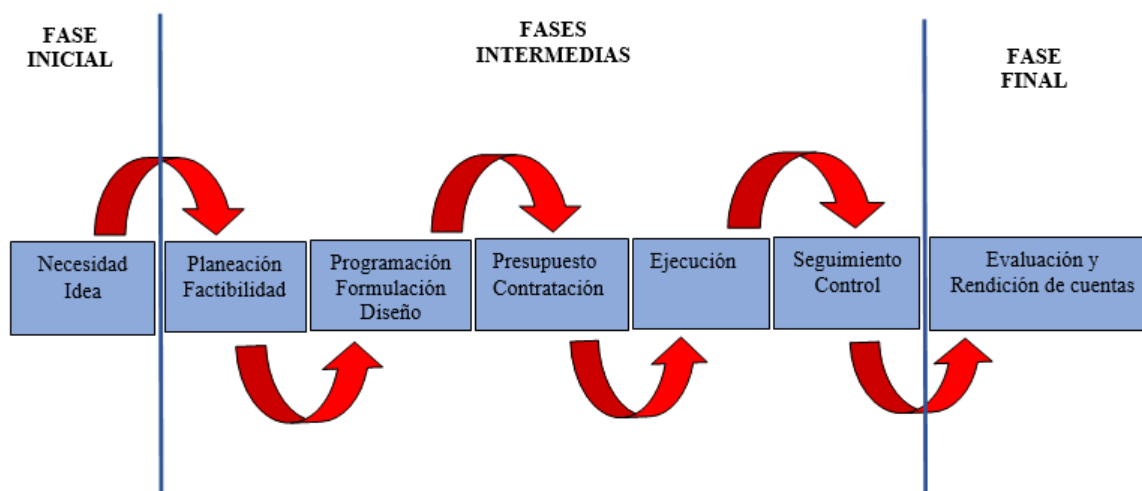 FASE
INICIAL
FASES
INTERMEDIAS
FASE
FINAL
Necesidad
Idea
Planeación
Factibilidad
Programación
Formulación
Diseño
Presupuesto
Contratación
Ejecución
Seguimiento
Control
Evaluación y
Rendición de cuentas